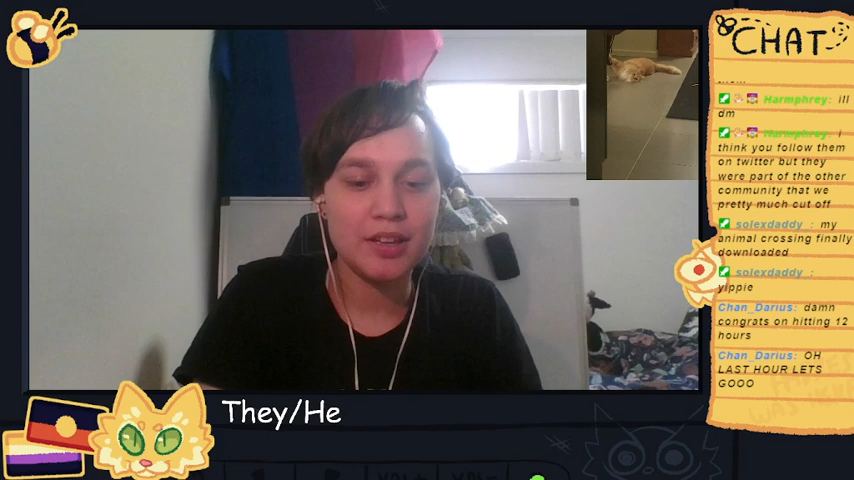 CHAT
Harmphrey: ill
dm
Harmphrey: i
think you follow them
on twitter but they
were part of the other
community that we
pretty much cut off
solexdaddy : my
animal crossing finally
downloaded
solexdaddy :
yippie
Chan_Darius: damn
congrats on hitting 12
hours
Chan_Darius: OH
LAST HOUR LETS
GOOO
They/He